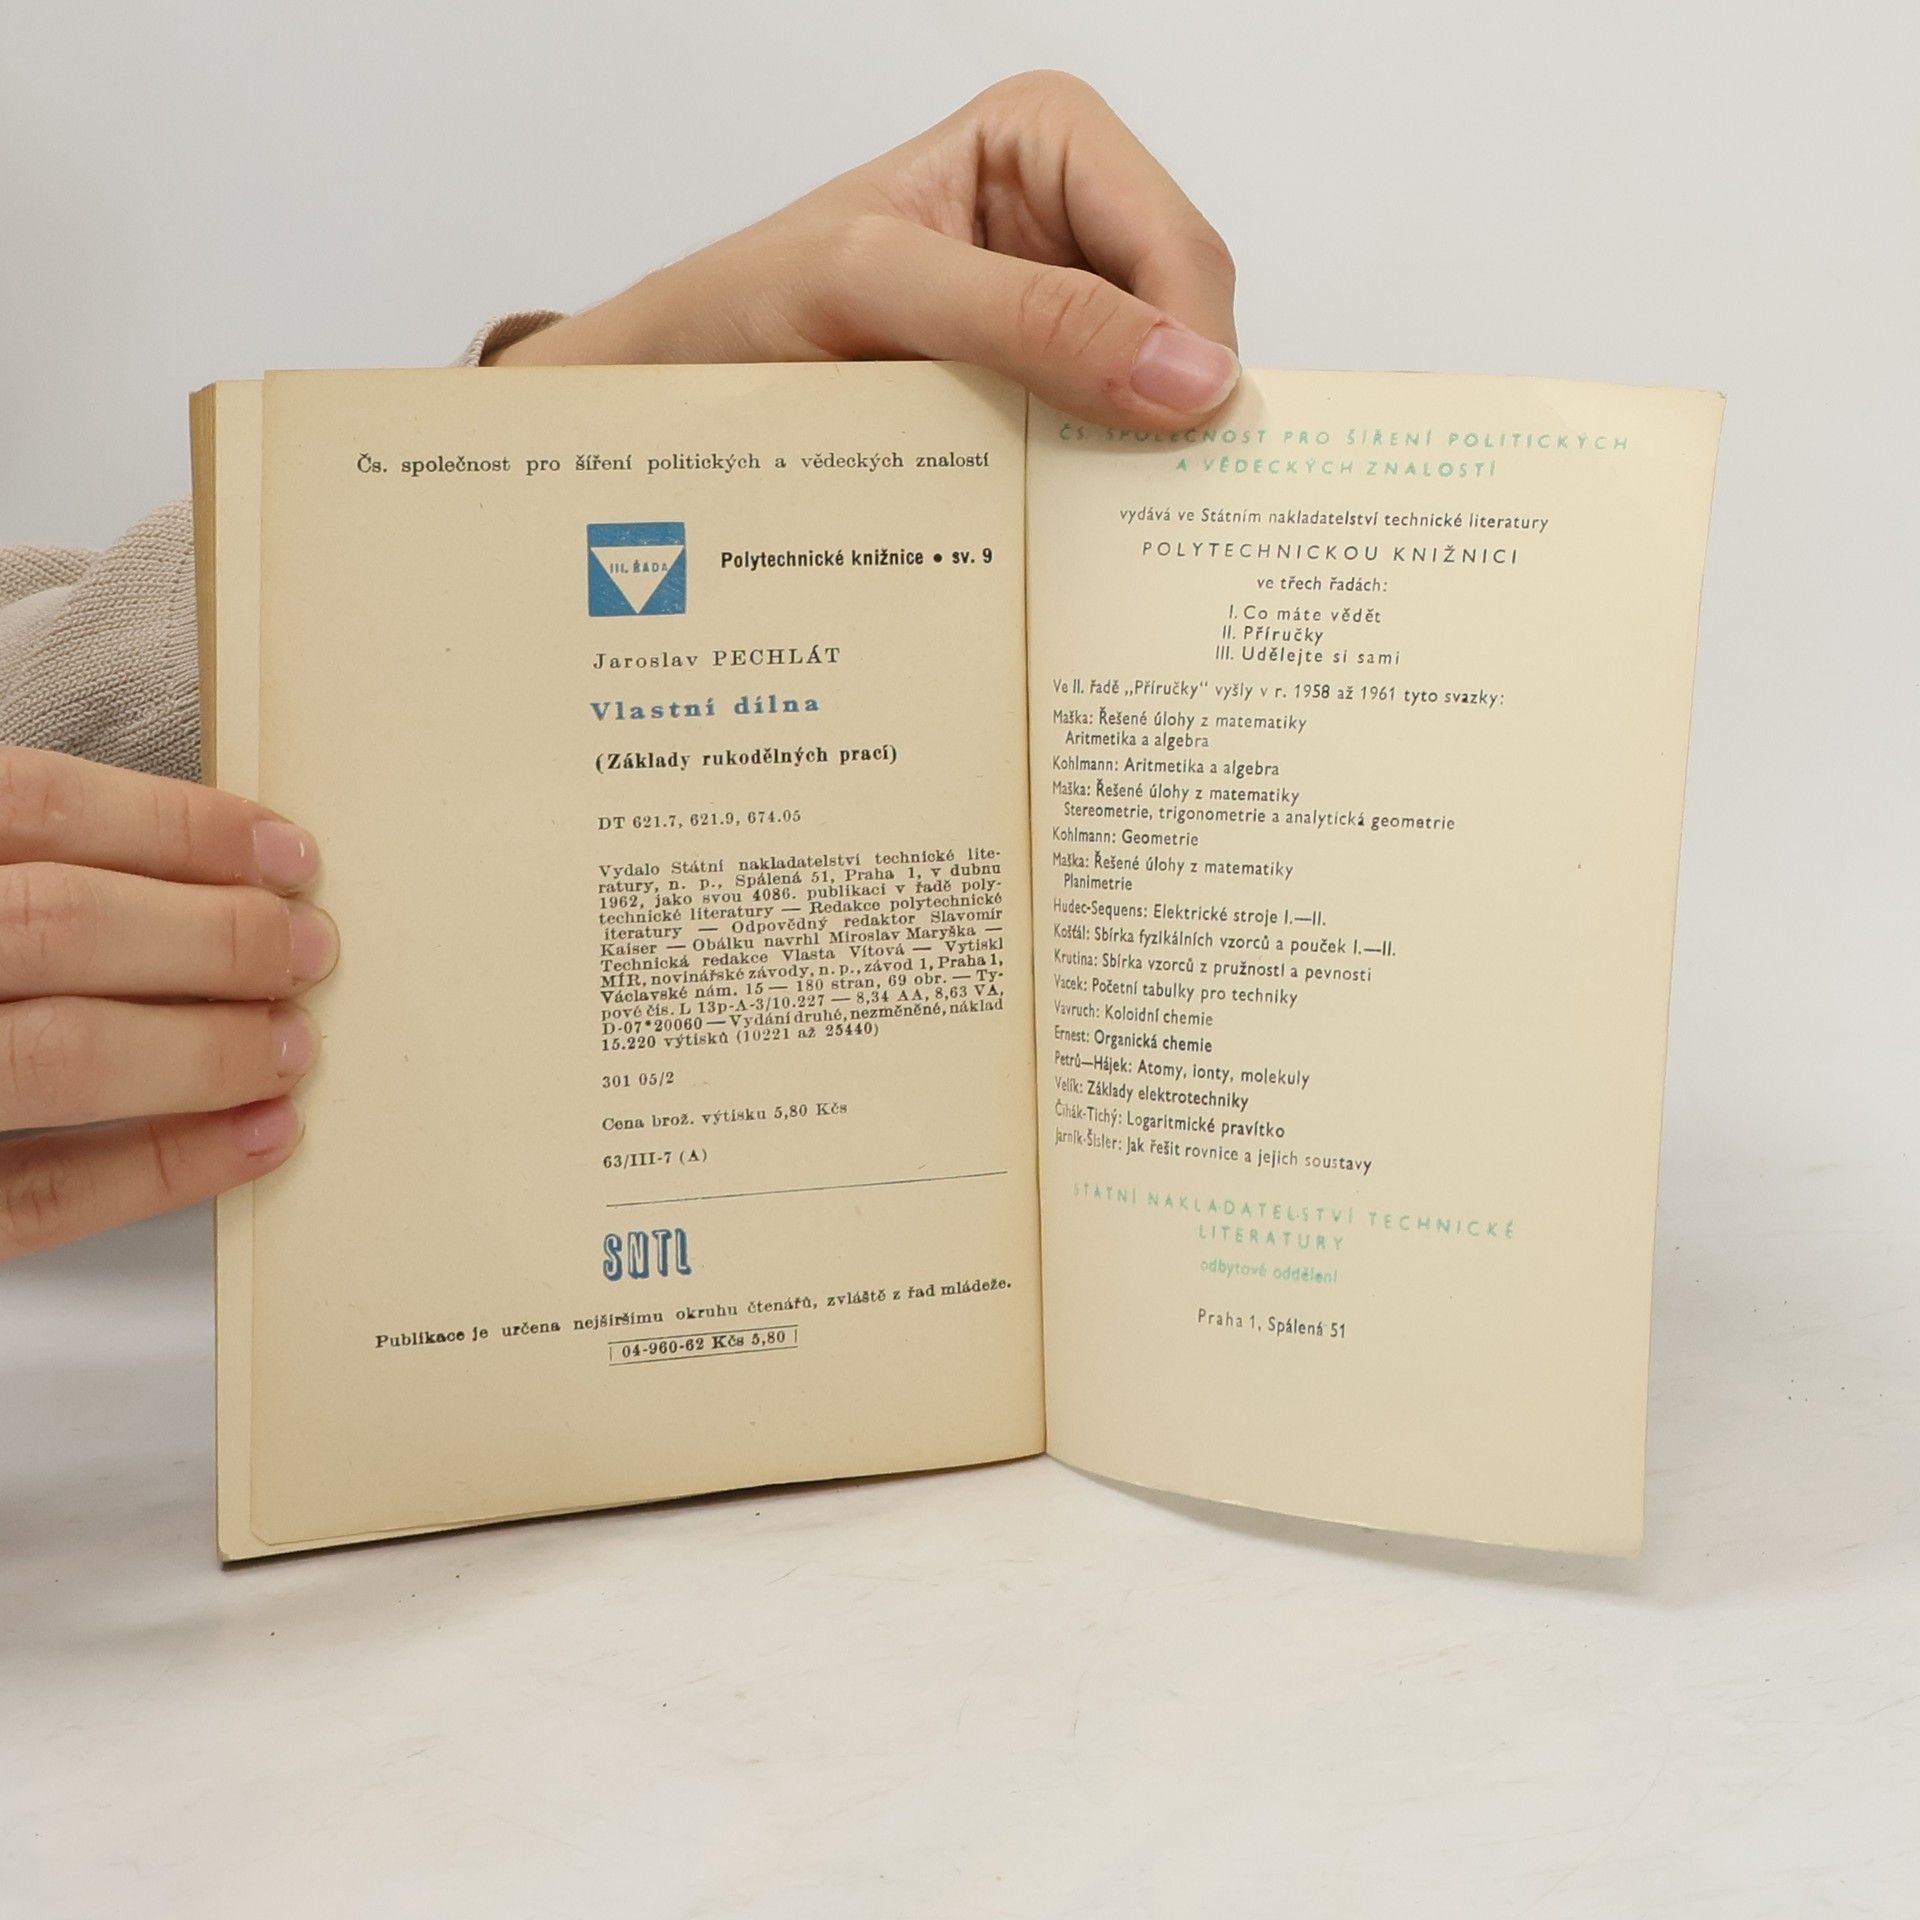 Čs. společnost pro šíření politických a vědeckých znalostí
III. ŘADA
Polytechnické knižnice • sv. 9
Jaroslav PECHLÁT
Vlastní dílna
(Základy rukodělných prací)
DT 621.7, 621.9, 674.05
Vydalo Státní nakladatelství technické lite-
ratury, n. p., Spálená 51, Praha 1, v dubnu
1962, jako svou 4086. publikaci v řadě poly-
technické literatury — Redakce polytechnické
iteratury — Odpovědný redaktor Slavomír
Kaiser — Obálku navrhl Miroslav Maryška —
Technická redakce Vlasta Vítová — Vytiskl
MÍR, novinářské závody, n. p., závod 1, Praha 1,
Václavské nám. 15 — 180 stran, 69 obr. — Ty-
pové čís. L 13p-A-3/10.227 — 8,34 AA, 8,63 VA,
D-07*20060 — Vydání druhé, nezměněné, náklad
15.220 výtisků (10221 až 25440)
301 05/2
Cena brož. výtisku 5,80 Kčs
63/III-7 (A)
SNTL
Publikace je určena nejširšímu okruhu čtenářů, zvláště z řad mládeže.
04-960-62 Kčs 5,80
ČS. SPOLEČNOST PRO ŠÍŘENÍ POLITICKÝCH
A VĚDECKÝCH ZNALOSTÍ
vydává ve Státním nakladatelství technické literatury
POLYTECHNICKOU KNIŽNICI
ve třech řadách:
I. Co máte vědět
II. Příručky
III. Udělejte si sami
Ve II. řadě „Příručky“ vyšly v r. 1958 až 1961 tyto svazky:
Maška: Řešené úlohy z matematiky
Aritmetika a algebra
Kohlmann: Aritmetika a algebra
Maška: Řešené úlohy z matematiky
Stereometrie, trigonometrie a analytická geometrie
Kohlmann: Geometrie
Maška: Řešené úlohy z matematiky
Planimetrie
Hudec-Sequens: Elektrické stroje I.—II.
Košťál: Sbírka fyzikálních vzorců a pouček I.—II.
Krutina: Sbírka vzorců z pružnosti a pevnosti
Vacek: Početní tabulky pro techniky
Vavruch: Koloidní chemie
Ernest: Organická chemie
Petrů—Hájek: Atomy, ionty, molekuly
Velík: Základy elektrotechniky
Čihák-Tichý: Logaritmické pravítko
Jarník-Šisler: Jak řešit rovnice a jejich soustavy
STÁTNÍ NAKLADATELSTVÍ TECHNICKÉ
LITERATURY
odbytové oddělení
Praha 1, Spálená 51